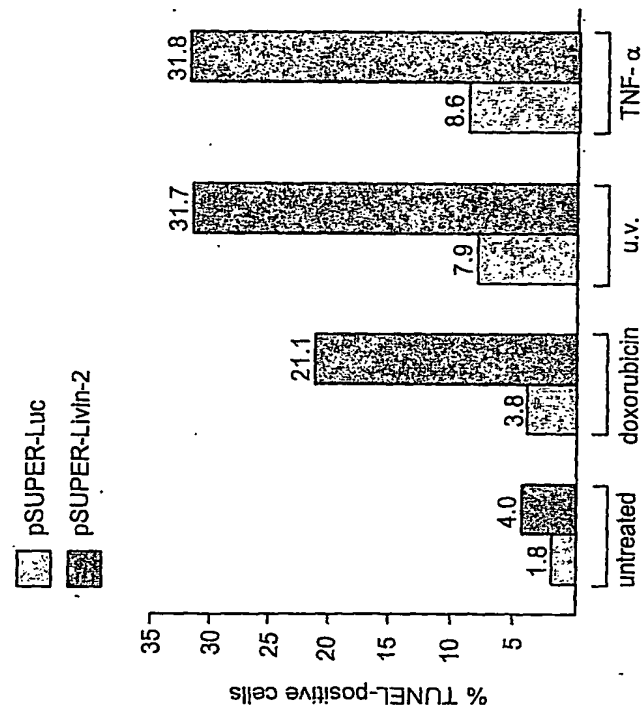 pSUPER-Luc
pSUPER-Livin-2
% TUNEL-positive cells
35
30
25
20
15
10
5
1.8
4.0
3.8
21.1
7.9
31.7
8.6
31.8
untreated
doxorubicin
u.v.
TNF-α